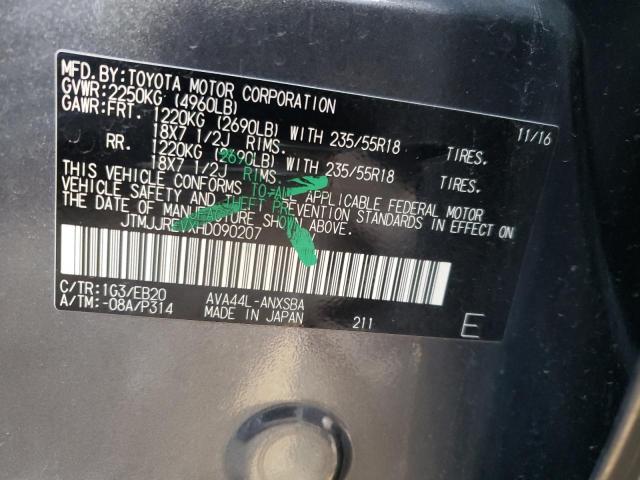 MFD.BY:TOYOTA MOTOR CORPORATION 11/16
GVWR:2250KG (4960LB)
GAWR:FRT. 1220KG (2690LB) WITH 235/55R18 TIRES.
18X7 1/2J RIMS.
RR. 1220KG (2690LB) WITH 235/55R18 TIRES.
18X7 1/2J RIMS
THIS VEHICLE CONFORMS TO ALL APPLICABLE FEDERAL MOTOR
VEHICLE SAFETY AND THEFT PREVENTION STANDARDS IN EFFECT ON
THE DATE OF MANUFACTURE SHOWN ABOVE.
JTMJJREVXHD090207
C/TR:1G3/EB20 AVA44L-ANXSBA
A/TM:-08A/P314 MADE IN JAPAN 211 E